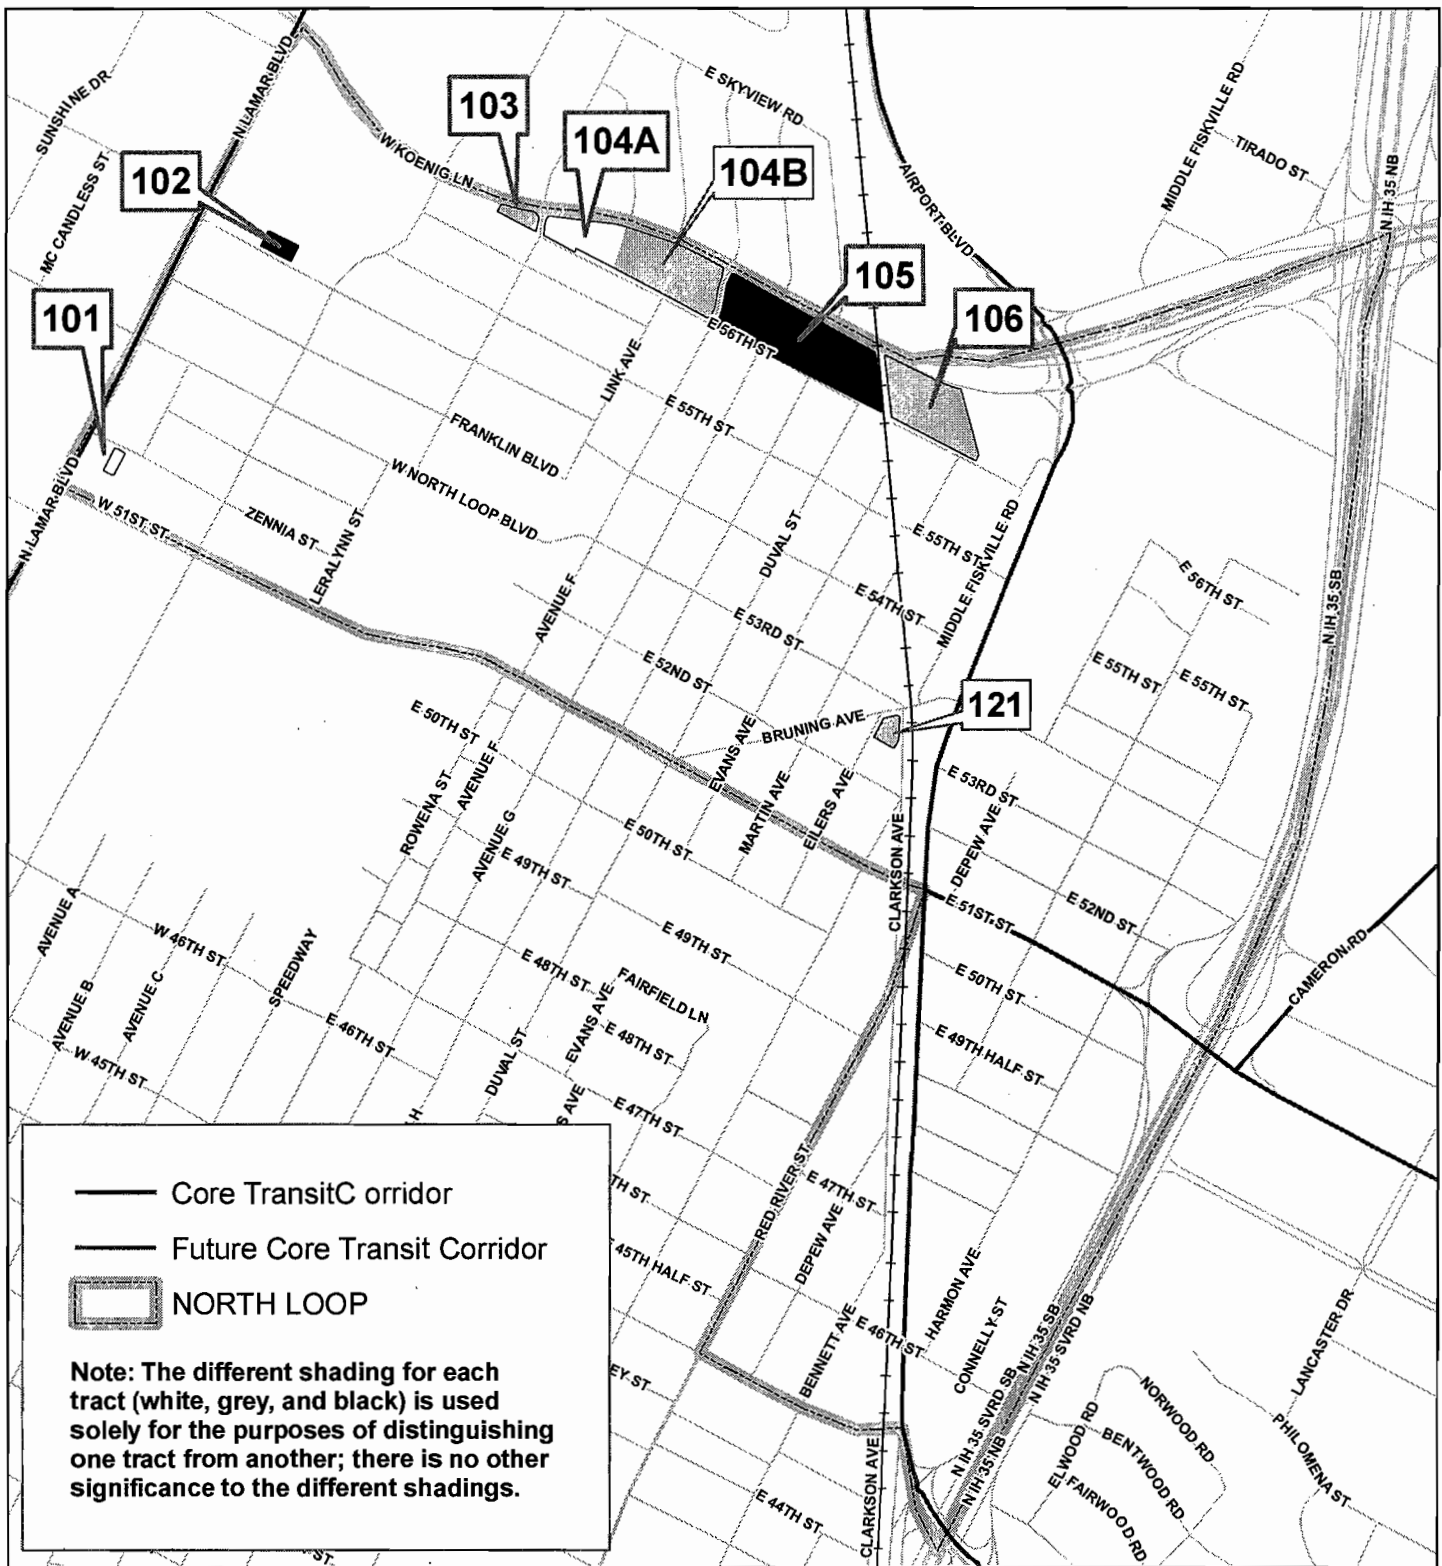 SUNSHINE DR
N LAMAR BLVD
E SKYVIEW RD
MIDDLE FISKVILLE RD
103
104A
TIRADO ST
W KOENIG LN
102
104B
MC CANDLESS ST
AIRPORT BLVD
N IH 35 NB
105
101
106
E 56TH ST
LINK AVE
E 55TH ST
FRANKLIN BLVD
W NORTH LOOP BLVD
N LAMAR BLVD
W 51ST ST
ZENNIA ST
LERALYNN ST
DUVAL ST
E 55TH ST
MIDDLE FISKVILLE RD
E 56TH ST
N IH 35 SB
AVENUE F
E 54TH ST
E 53RD ST
E 52ND ST
E 55TH ST
E 55TH ST
121
E 50TH ST
BRUNING AVE
EVANS AVE
AVENUE F
ROWENA ST
MARTIN AVE
EILERS AVE
E 53RD ST
AVENUE G
E 50TH ST
DEPEW AVE
E 49TH ST
CLARKSON AVE
AVENUE A
E 51ST ST
E 52ND ST
W 46TH ST
E 49TH ST
SPEEDWAY
CAMERON RD
AVENUE B
AVENUE C
E 48TH ST
FAIRFIELD LN
E 50TH ST
E 46TH ST
EVANS AVE
E 48TH ST
E 49TH HALF ST
W 45TH ST
DUVAL ST
H
S AVE
E 47TH ST
RED RIVER ST
E 47TH ST
TH ST
DEPEW AVE
45TH HALF ST
HARMON AVE
E 46TH ST
BENNETT AVE
CONNELLY ST
N IH 35 SB
N IH 35 SVRD NB
N IH 35 SVRD SB
N IH 35 NB
LANCASTER DR
EY ST
NORWOOD RD
ELWOOD RD
BENTWOOD RD
PHILOMENA ST
FAIRWOOD RD
CLARKSON AVE
E 44TH ST
ST.
Core TransitC orridor
Future Core Transit Corridor
NORTH LOOP
Note: The different shading for each
tract (white, grey, and black) is used
solely for the purposes of distinguishing
one tract from another; there is no other
significance to the different shadings.